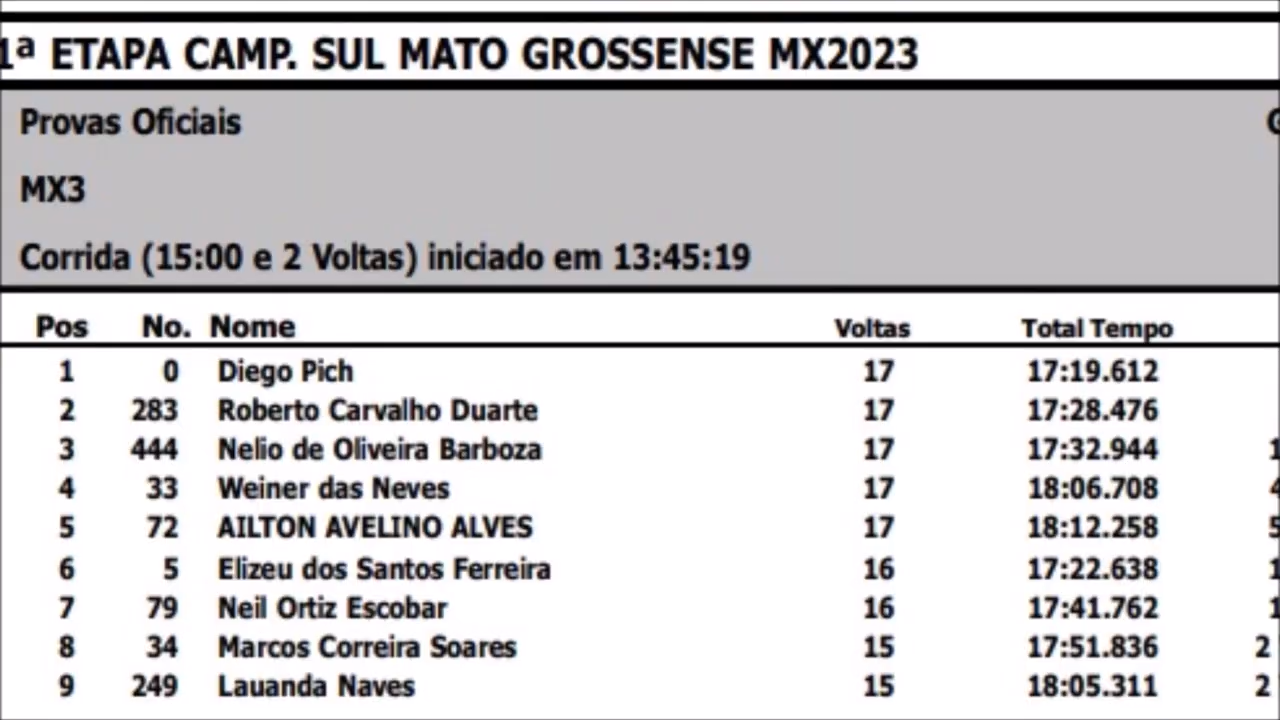 1ª ETAPA CAMP. SUL MATO GROSSENSE MX2023
Provas Oficiais
MX3
Corrida (15:00 e 2 Voltas) iniciado em 13:45:19
Pos No. Nome Voltas Total Tempo
1 0 Diego Pich 17 17:19.612
2 283 Roberto Carvalho Duarte 17 17:28.476
3 444 Nelio de Oliveira Barboza 17 17:32.944
4 33 Weiner das Neves 17 18:06.708
5 72 AILTON AVELINO ALVES 17 18:12.258
6 5 Elizeu dos Santos Ferreira 16 17:22.638
7 79 Neil Ortiz Escobar 16 17:41.762
8 34 Marcos Correira Soares 15 17:51.836 2
9 249 Lauanda Naves 15 18:05.311 2